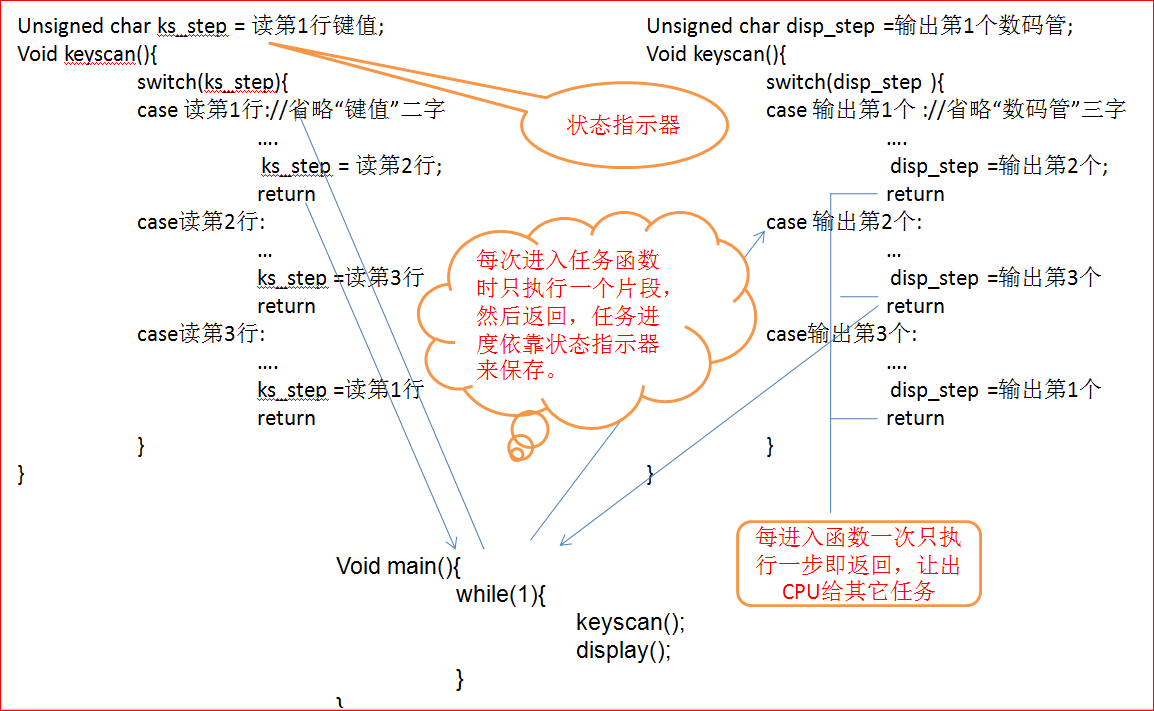 Unsigned char ks_step = 读第1行键值;
Void keyscan(){
switch(ks_step){
case 读第1行://省略“键值”二字
....
ks_step = 读第2行;
return
case读第2行:
...
ks_step =读第3行
return
case读第3行:
....
ks_step =读第1行
return
}
}
状态指示器
每次进入任务函数
时只执行一个片段，
然后返回，任务进
度依靠状态指示器
来保存。
Unsigned char disp_step =输出第1个数码管;
Void keyscan(){
switch(disp_step ){
case 输出第1个 ://省略“数码管”三字
....
disp_step =输出第2个;
return
case 输出第2个:
...
disp_step =输出第3个
return
case输出第3个:
....
disp_step =输出第1个
return
}
}
每进入函数一次只执
行一步即返回，让出
CPU给其它任务
Void main(){
while(1){
keyscan();
display();
}
}